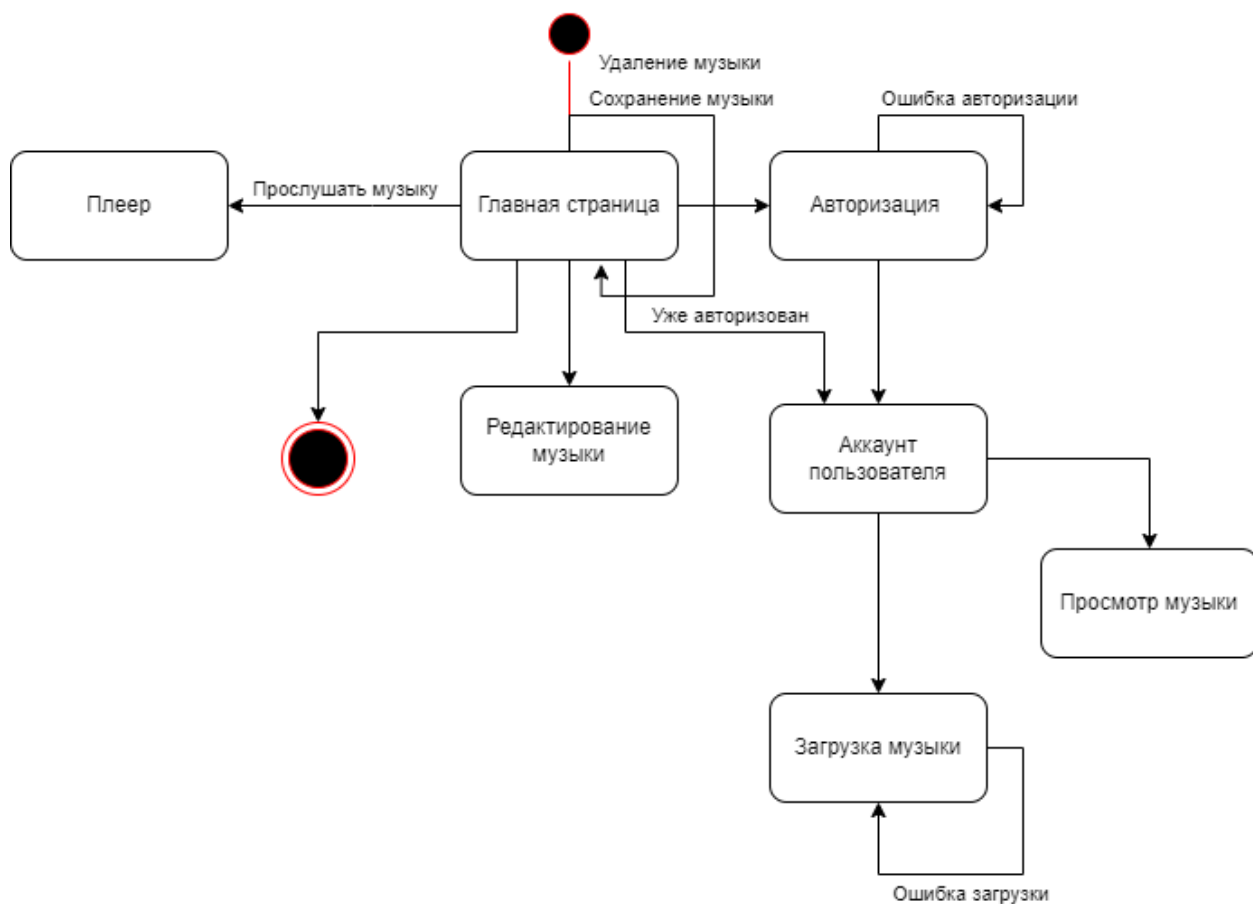 Удаление музыки
Сохранение музыки
Ошибка авторизации
Плеер
Прослушать музыку
Главная страница
Авторизация
Уже авторизован
Редактирование
музыки
Аккаунт
пользователя
Просмотр музыки
Загрузка музыки
Ошибка загрузки